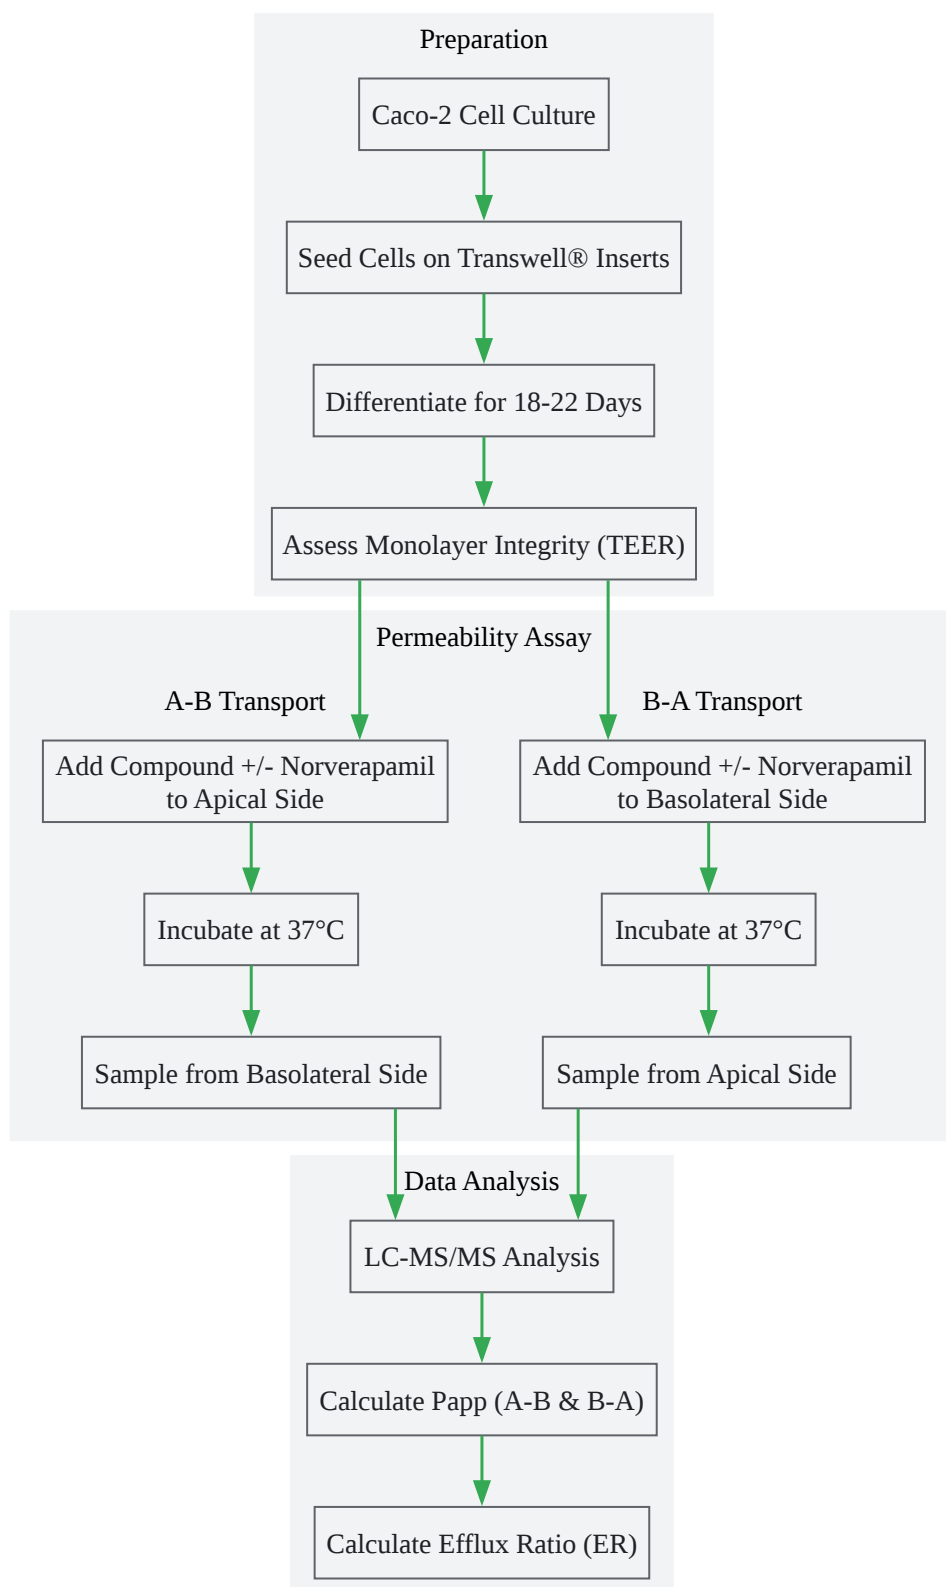 Preparation
Caco-2 Cell Culture
Seed Cells on Transwell® Inserts
Differentiate for 18-22 Days
Assess Monolayer Integrity (TEER)
Permeability Assay
A-B Transport
Add Compound +/- Norverapamil
to Apical Side
Incubate at 37°C
Sample from Basolateral Side
B-A Transport
Add Compound +/- Norverapamil
to Basolateral Side
Incubate at 37°C
Sample from Apical Side
Data Analysis
LC-MS/MS Analysis
Calculate Papp (A-B & B-A)
Calculate Efflux Ratio (ER)